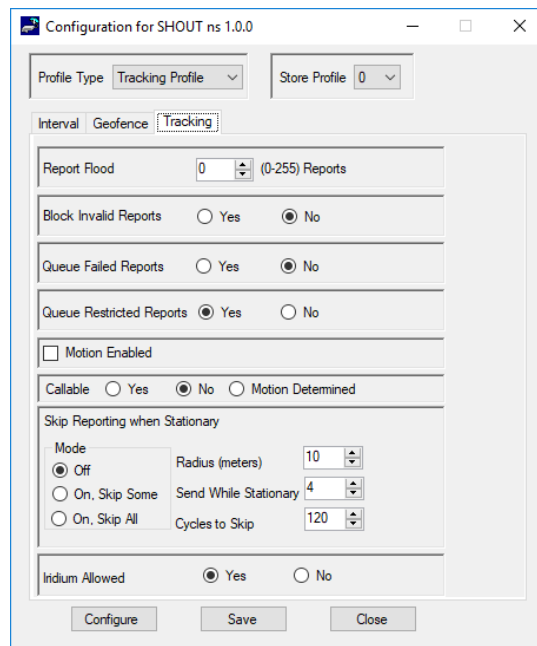 Configuration for SHOUT ns 1.0.0
Profile Type Tracking Profile Store Profile 0
Interval Geofence Tracking
Report Flood 0 (0-255) Reports
Block Invalid Reports Yes No
Queue Failed Reports Yes No
Queue Restricted Reports Yes No
Motion Enabled
Callable Yes No Motion Determined
Skip Reporting when Stationary
Mode
Off
On, Skip Some
On, Skip All
Radius (meters) 10
Send While Stationary 4
Cycles to Skip 120
Iridium Allowed Yes No
Configure Save Close